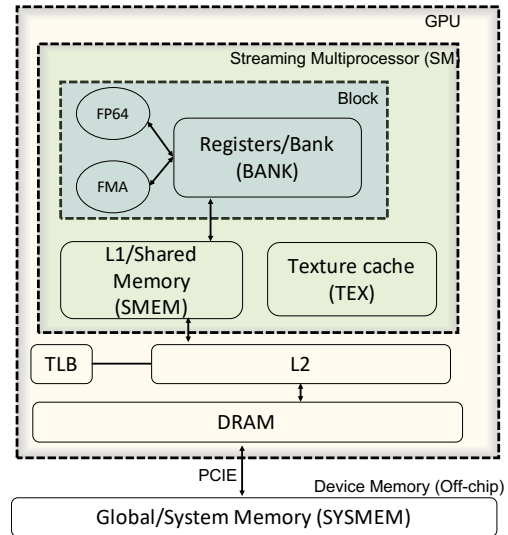 GPU
Streaming Multiprocessor (SM)
Block
FP64
FMA
Registers/Bank
(BANK)
L1/Shared
Memory
(SMEM)
Texture cache
(TEX)
TLB
L2
DRAM
PCIE
Device Memory (Off-chip)
Global/System Memory (SYSMEM)